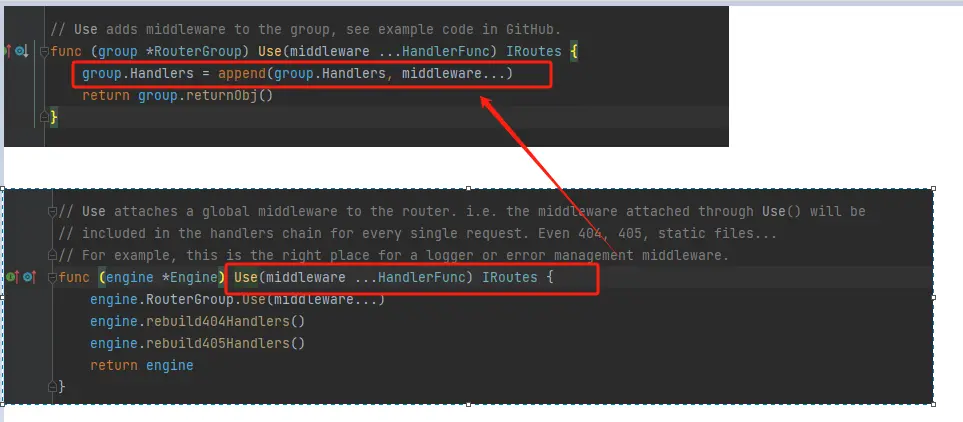 // Use adds middleware to the group, see example code in GitHub.
func (group *RouterGroup) Use(middleware ...HandlerFunc) IRoutes {
group.Handlers = append(group.Handlers, middleware...)
return group.returnObj()
}
// Use attaches a global middleware to the router. i.e. the middleware attached through Use() will be
// included in the handlers chain for every single request. Even 404, 405, static files...
// For example, this is the right place for a logger or error management middleware.
func (engine *Engine) Use(middleware ...HandlerFunc) IRoutes {
engine.RouterGroup.Use(middleware...)
engine.rebuild404Handlers()
engine.rebuild405Handlers()
return engine
}